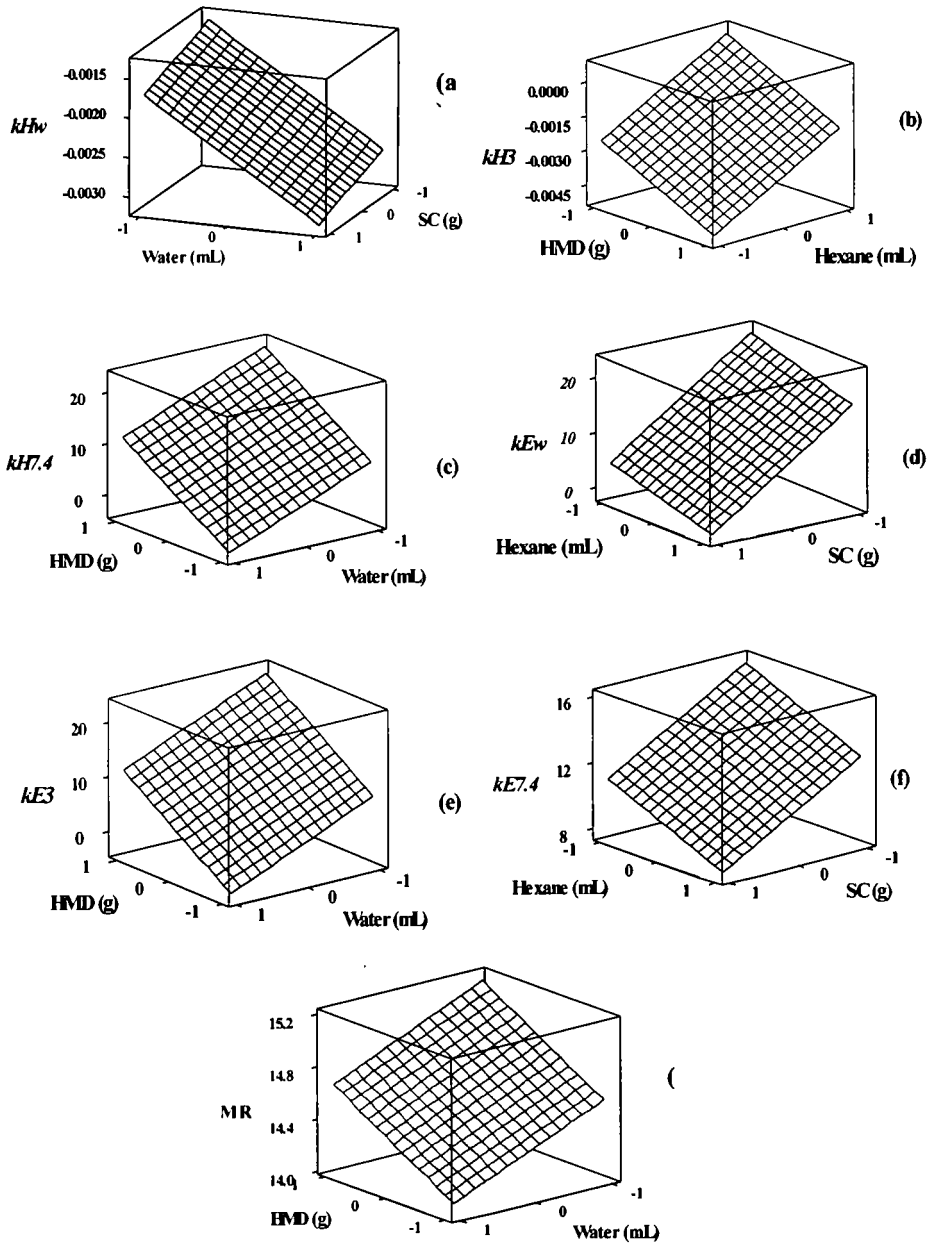 -0.0015
-0.0020
kHw
-0.0025
-0.0030
-1
0
1
Water (mL)
-1
0
1
SC (g)
(a
0.0000
-0.0015
kH3
-0.0030
-0.0045
-1
0
1
HMD (g)
-1
0
1
Hexane (mL)
(b)
20
10
kH7.4
0
1
0
-1
HMD (g)
1
0
-1
Water (mL)
(c)
20
kEw
10
0
-1
0
1
Hexane (mL)
1
0
-1
SC (g)
(d)
20
10
kE3
0
1
0
-1
HMD (g)
1
0
-1
Water (mL)
(e)
16
12
kE7.4
8
-1
0
1
Hexane (mL)
1
0
-1
SC (g)
(f)
15.2
14.8
MR
14.4
14.0
1
0
-1
HMD (g)
1
0
-1
Water (mL)
(